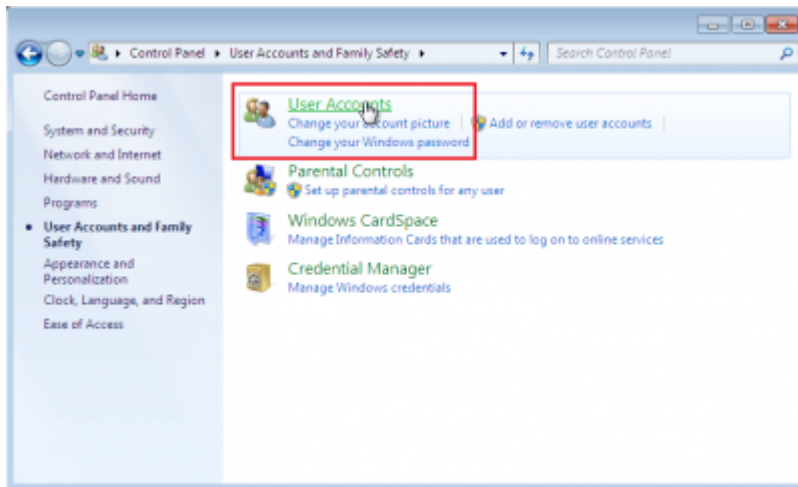 Control Panel User Accounts and Family Safety Search Control Panel
Control Panel Home
System and Security
Network and Internet
Hardware and Sound
Programs
User Accounts and Family
Safety
Appearance and
Personalization
Clock, Language, and Region
Ease of Access
User Accounts
Change your account picture Add or remove user accounts
Change your Windows password
Parental Controls
Set up parental controls for any user
Windows CardSpace
Manage Information Cards that are used to log on to online services
Credential Manager
Manage Windows credentials